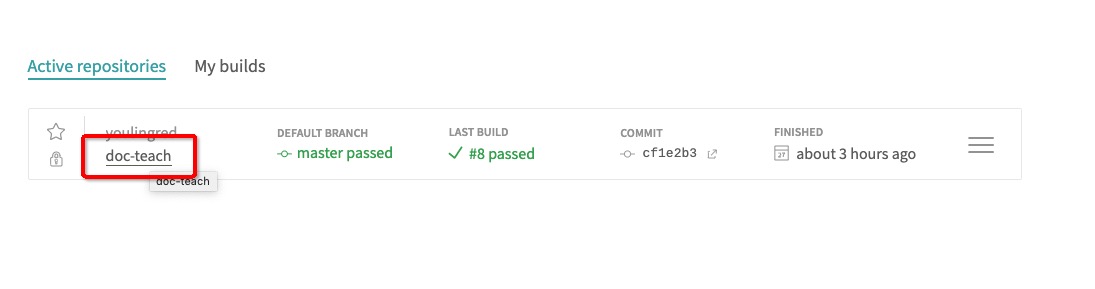 Active repositories
My builds
youlingred
doc-teach
doc-teach
DEFAULT BRANCH
master passed
LAST BUILD
#8 passed
COMMIT
cf1e2b3
FINISHED
27
about 3 hours ago